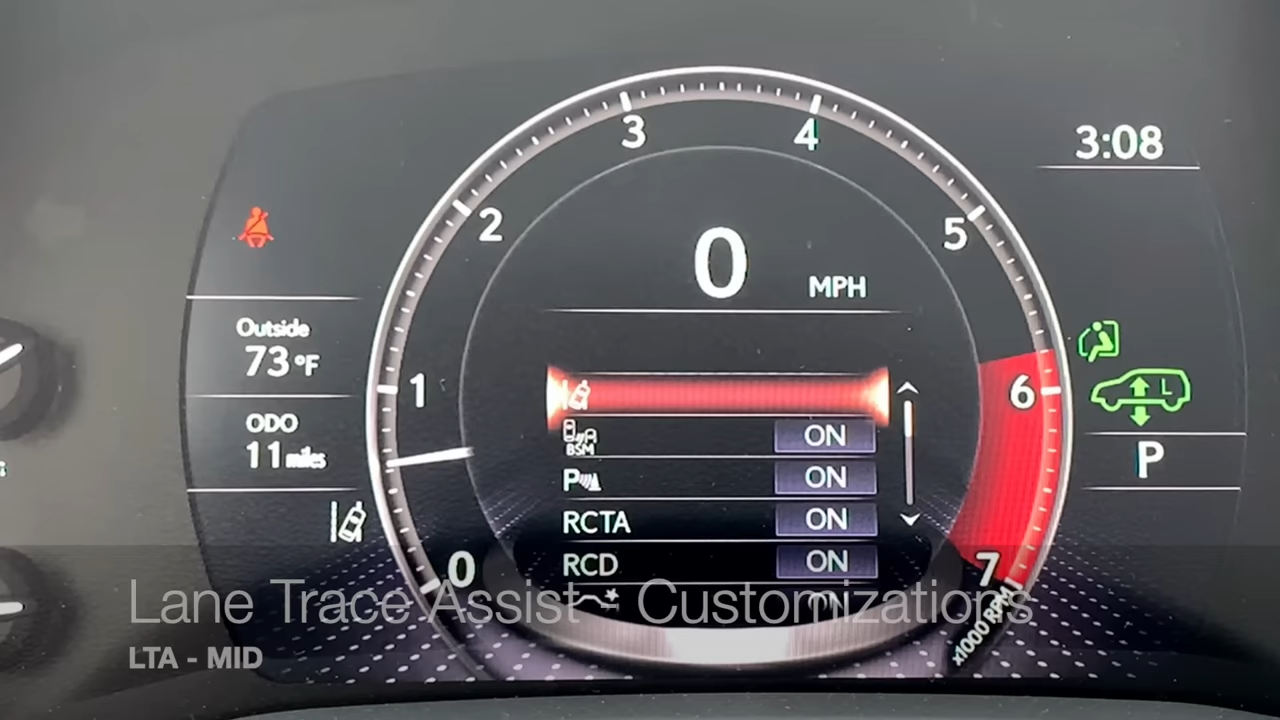 3
4
3:08
2
5
0
MPH
Outside
73°F
1
6
L
ODO
11 miles
BSM
ON
P
ON
P
RCTA
ON
RCD
ON
0
7
x1000 RPM
Lane Trace Assist - Customizations
LTA - MID